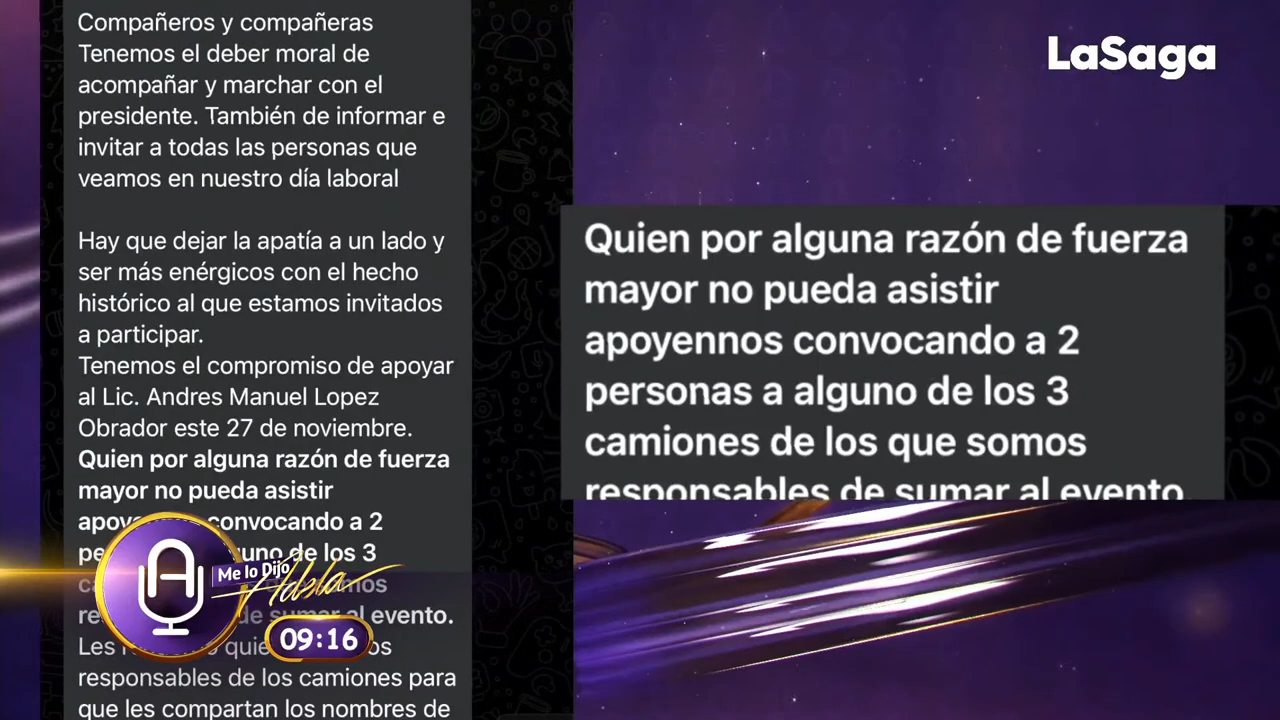 Compañeros y compañeras
Tenemos el deber moral de
acompañar y marchar con el
presidente. También de informar e
invitar a todas las personas que
veamos en nuestro día laboral
Hay que dejar la apatía a un lado y
ser más enérgicos con el hecho
histórico al que estamos invitados
a participar.
Tenemos el compromiso de apoyar
al Lic. Andres Manuel Lopez
Obrador este 27 de noviembre.
Quien por alguna razón de fuerza
mayor no pueda asistir
convocando a 2
de los 3
de sumar al evento.
Les
responsables de los camiones para
que les compartan los nombres de
LaSaga
Quien por alguna razón de fuerza
mayor no pueda asistir
apoyennos convocando a 2
personas a alguno de los 3
camiones de los que somos
responsables de sumar al evento.
Me lo Dijo
Adela
09:16